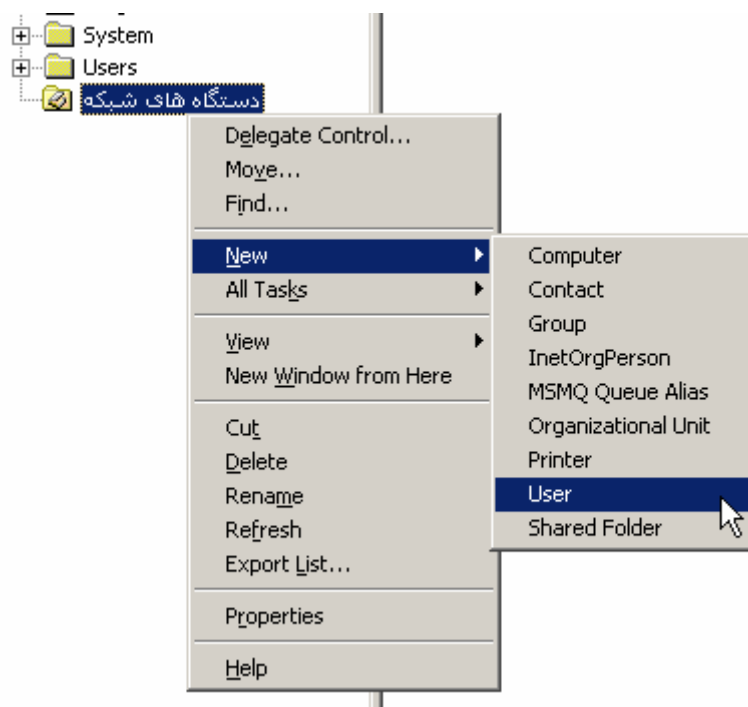 System
Users
دستگاه های شبکه
Delegate Control...
Move...
Find...
New
All Tasks
View
New Window from Here
Cut
Delete
Rename
Refresh
Export List...
Properties
Help
Computer
Contact
Group
InetOrgPerson
MSMQ Queue Alias
Organizational Unit
Printer
User
Shared Folder